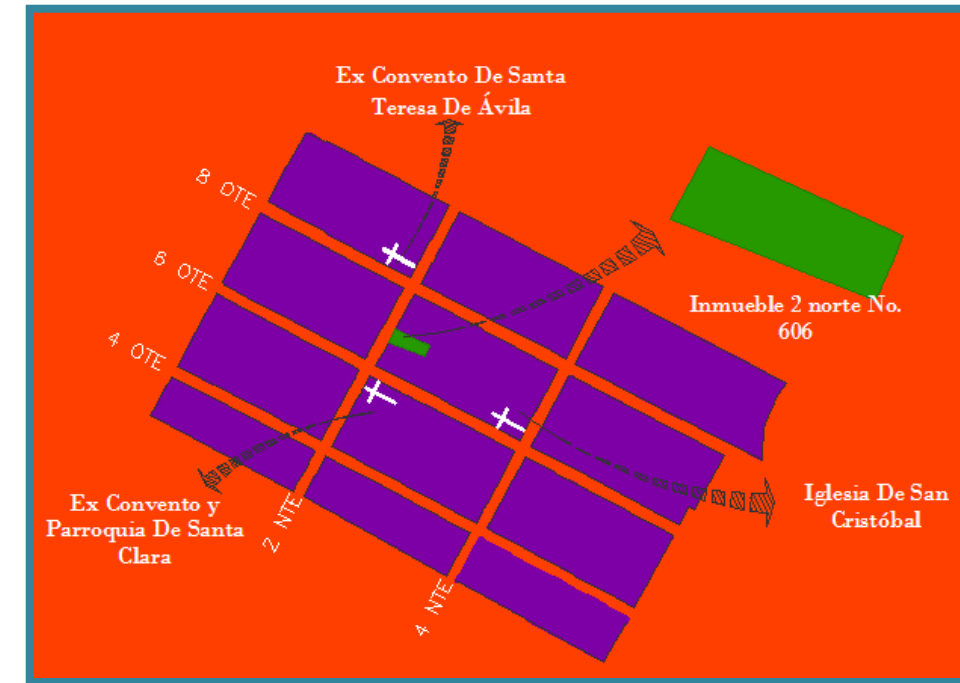 Ex Convento De Santa
Teresa De Ávila
8 OTE
6 OTE
4 OTE
Inmueble 2 norte No.
606
Ex Convento y
Parroquia De Santa
Clara
2 NTE
4 NTE
Iglesia De San
Cristóbal